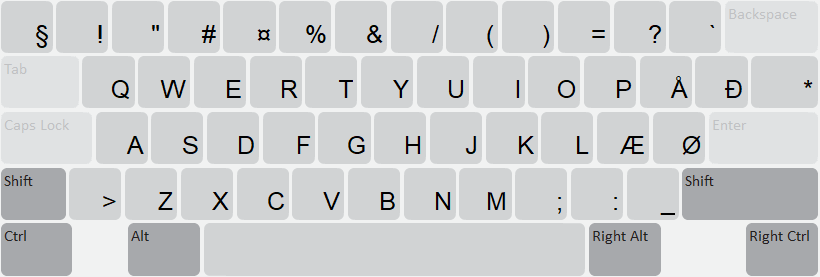 § ! " # ¤ % & / ( ) = ? ` Backspace
Tab Q W E R T Y U I O P Å Đ *
Caps Lock A S D F G H J K L Æ Ø Enter
Shift > Z X C V B N M ; : _ Shift
Ctrl Alt Right Alt Right Ctrl